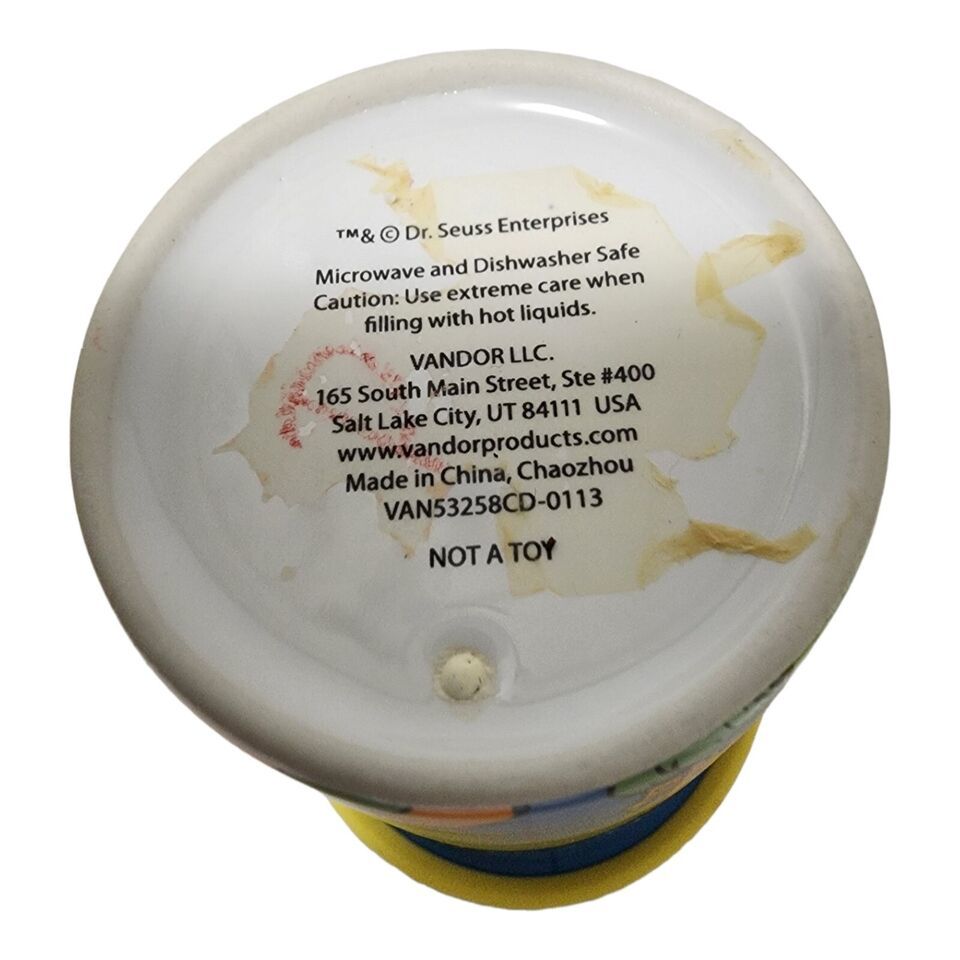 ™& © Dr. Seuss Enterprises
Microwave and Dishwasher Safe
Caution: Use extreme care when
filling with hot liquids.
VANDOR LLC.
165 South Main Street, Ste #400
Salt Lake City, UT 84111 USA
www.vandorproducts.com
Made in China, Chaozhou
VAN53258CD-0113
NOT A TOY